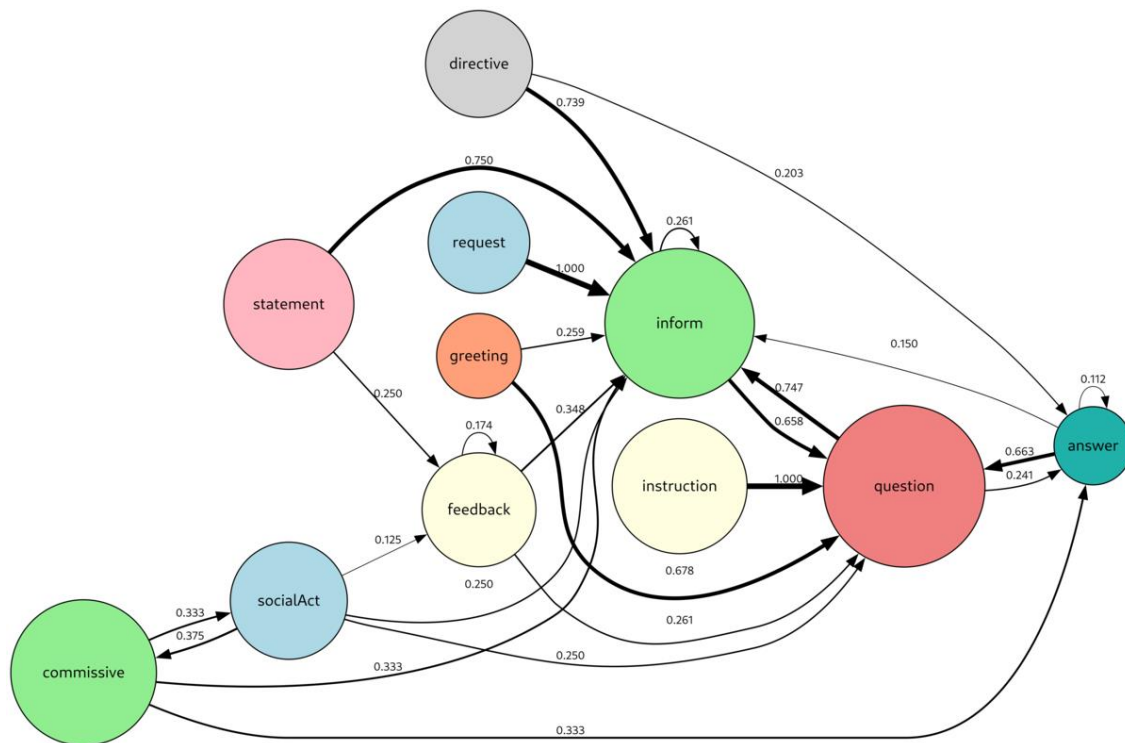 directive
0.739
0.750
0.203
request
0.261
1.000
statement
inform
0.259
0.150
greeting
0.747
0.112
0.250
0.348
0.658
answer
0.174
0.663
instruction
1.000
question
0.241
feedback
0.125
0.678
0.250
socialAct
0.333
0.261
0.375
0.250
commissive
0.333
0.333